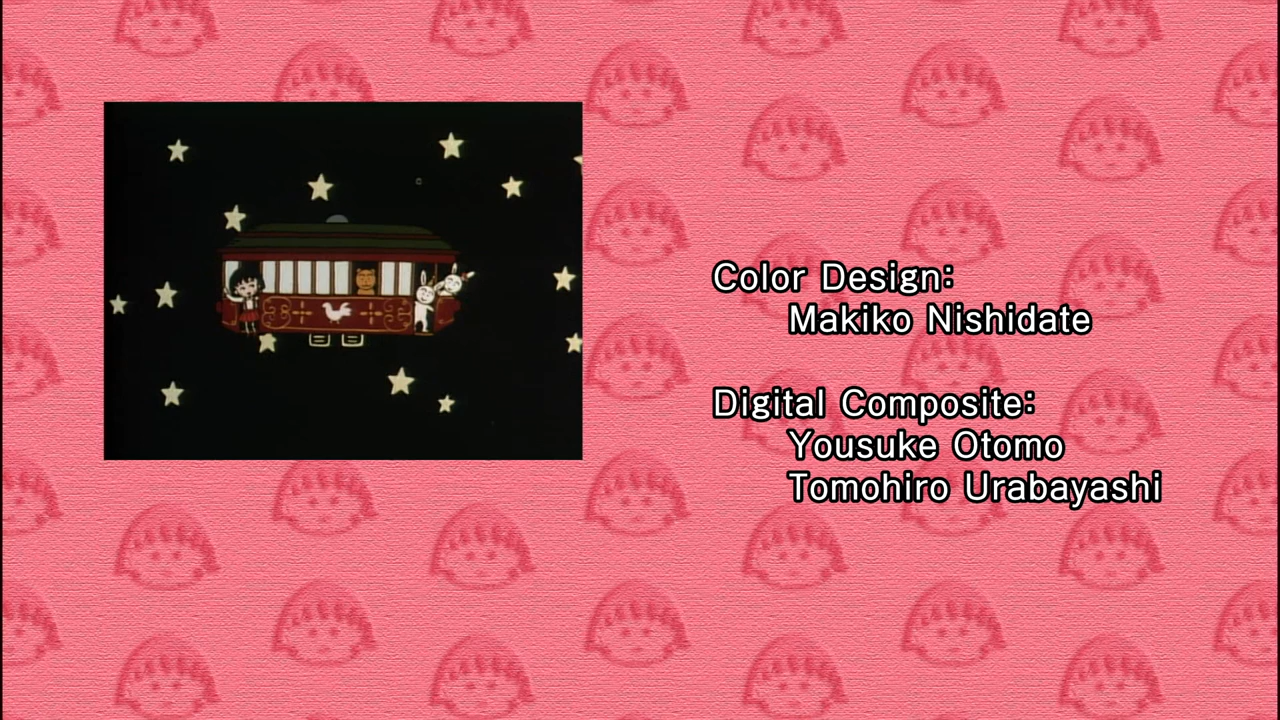 Color Design:
Makiko Nishidate
Digital Composite:
Yousuke Otomo
Tomohiro Urabayashi